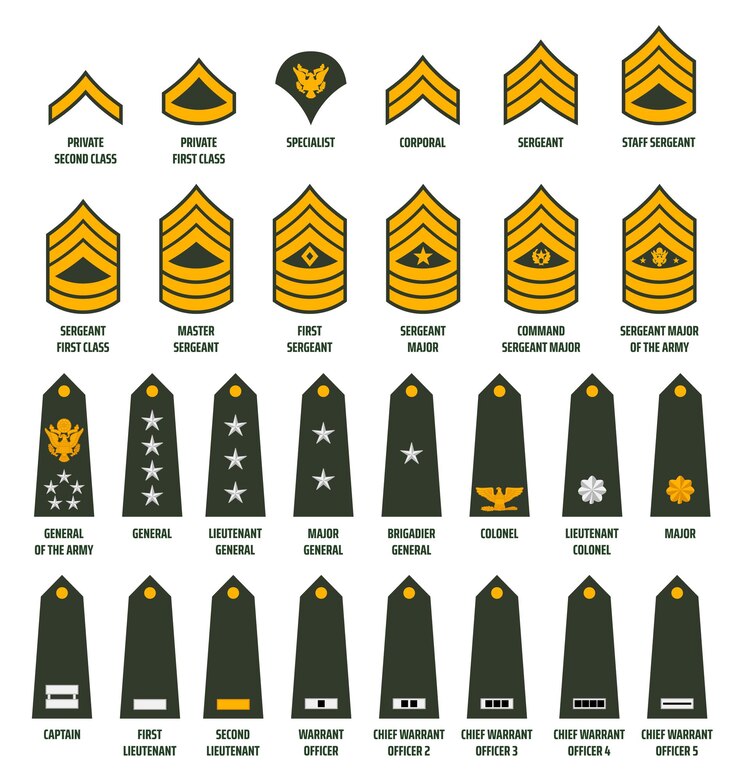 PRIVATE
SECOND CLASS
PRIVATE
FIRST CLASS
SPECIALIST
CORPORAL
SERGEANT
STAFF SERGEANT
SERGEANT
FIRST CLASS
MASTER
SERGEANT
FIRST
SERGEANT
SERGEANT
MAJOR
COMMAND
SERGEANT MAJOR
SERGEANT MAJOR
OF THE ARMY
GENERAL
OF THE ARMY
GENERAL
LIEUTENANT
GENERAL
MAJOR
GENERAL
BRIGADIER
GENERAL
COLONEL
LIEUTENANT
COLONEL
MAJOR
CAPTAIN
FIRST
LIEUTENANT
SECOND
LIEUTENANT
WARRANT
OFFICER
CHIEF WARRANT
OFFICER 2
CHIEF WARRANT
OFFICER 3
CHIEF WARRANT
OFFICER 4
CHIEF WARRANT
OFFICER 5